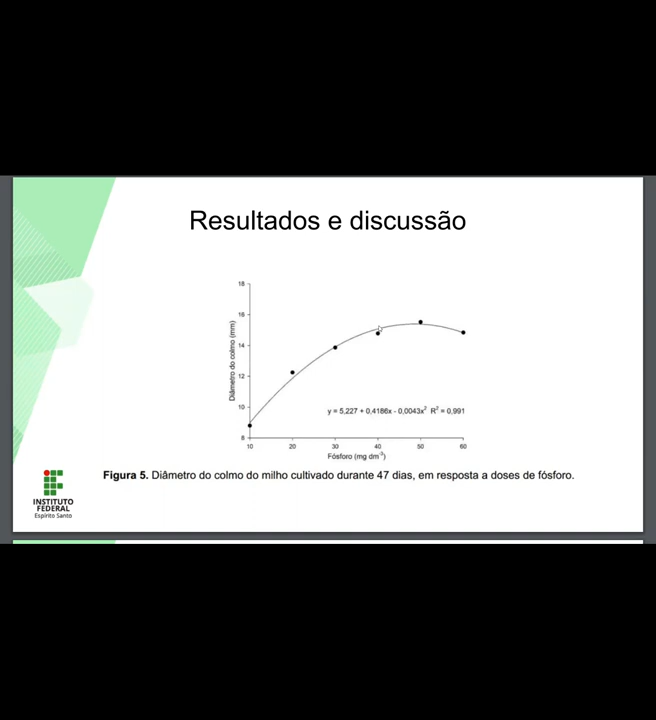 Resultados e discussão
18
16
14
12
10
8
Diâmetro do colmo (mm)
y = 5,227 + 0,4186x - 0,0043x² R² = 0,991
10 20 30 40 50 60
Fósforo (mg dm⁻³)
Figura 5. Diâmetro do colmo do milho cultivado durante 47 dias, em resposta a doses de fósforo.
INSTITUTO
FEDERAL
Espírito Santo